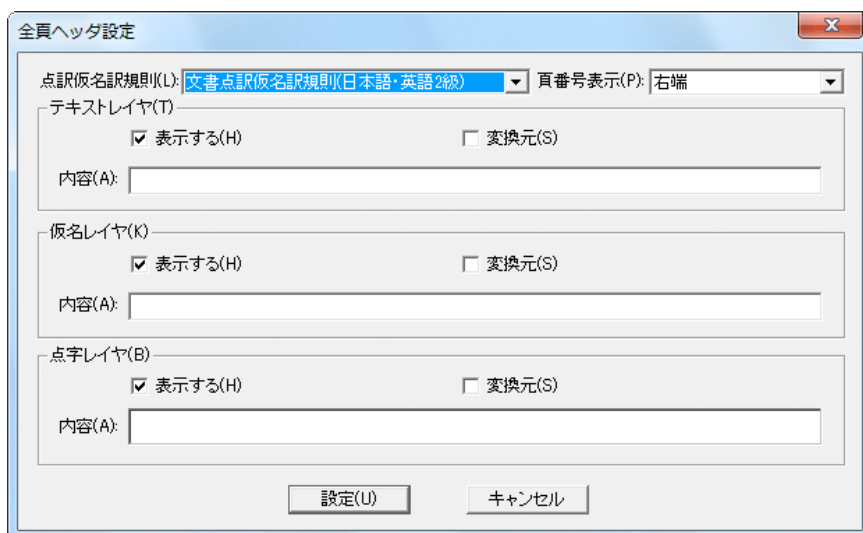 全頁ヘッダ設定
点訳仮名訳規則(L): 文書点訳仮名訳規則(日本語・英語2級) 頁番号表示(P): 右端
テキストレイヤ(T)
表示する(H) 変換元(S)
内容(A):
仮名レイヤ(K)
表示する(H) 変換元(S)
内容(A):
点字レイヤ(B)
表示する(H) 変換元(S)
内容(A):
設定(U) キャンセル